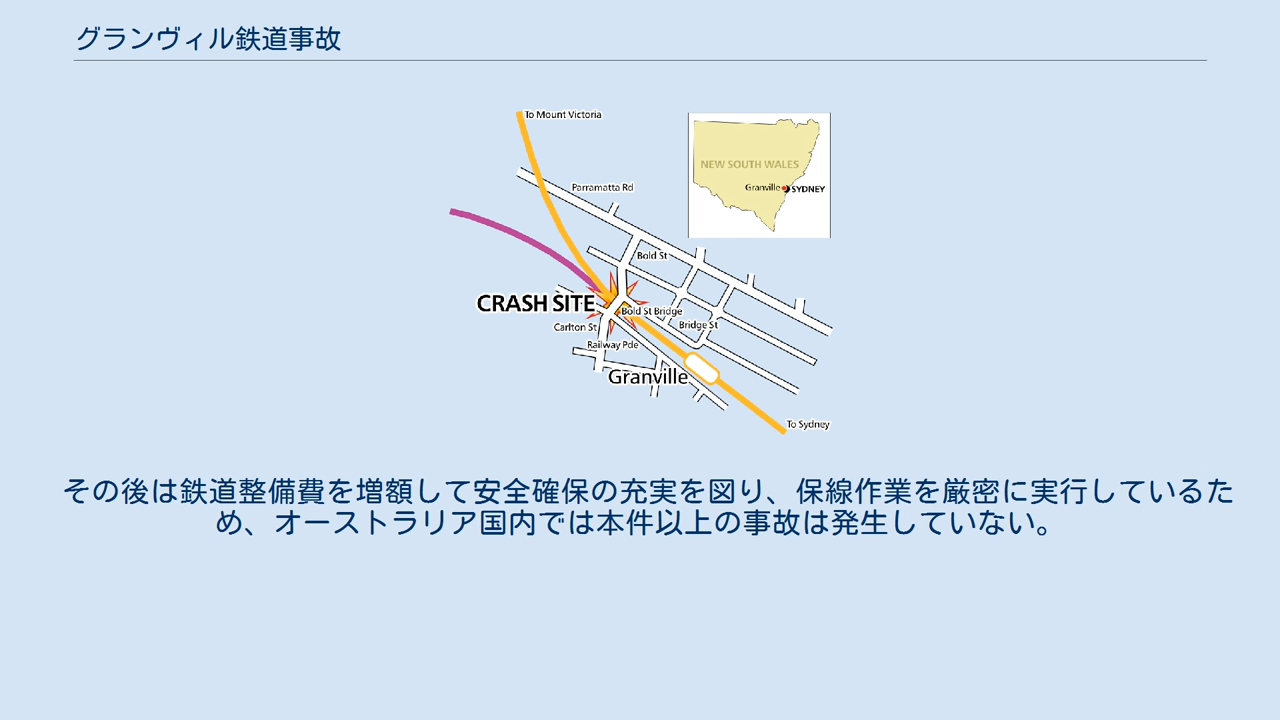 グランヴィル鉄道事故
To Mount Victoria
Parramatta Rd
NEW SOUTH WALES
Granville
SYDNEY
Bold St
CRASH SITE
Bold St Bridge
Carlton St
Bridge St
Railway Pde
Granville
To Sydney
その後は鉄道整備費を増額して安全確保の充実を図り、保線作業を厳密に実行しているた
め、オーストラリア国内では本件以上の事故は発生していない。